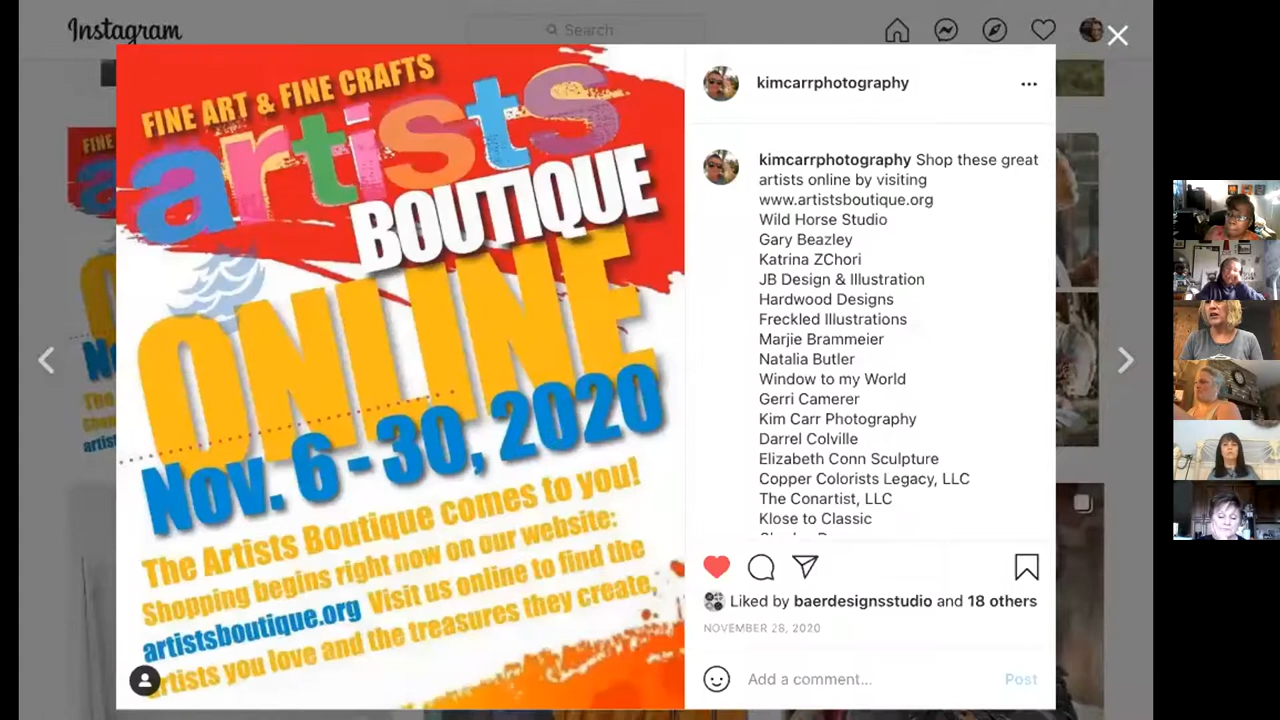 Instagram
Search
FINE ART & FINE CRAFTS
artists
BOUTIQUE
ONLINE
Nov. 6-30, 2020
The Artists Boutique comes to you!
Shopping begins right now on our website:
artistsboutique.org Visit us online to find the
artists you love and the treasures they create.
kimcarrphotography
kimcarrphotography Shop these great
artists online by visiting
www.artistsboutique.org
Wild Horse Studio
Gary Beazley
Katrina ZChori
JB Design & Illustration
Hardwood Designs
Freckled Illustrations
Marjie Brammeier
Natalia Butler
Window to my World
Gerri Camerer
Kim Carr Photography
Darrel Colville
Elizabeth Conn Sculpture
Copper Colorists Legacy, LLC
The Conartist, LLC
Klose to Classic
Liked by baerdesignsstudio and 18 others
NOVEMBER 28, 2020
Add a comment...
Post